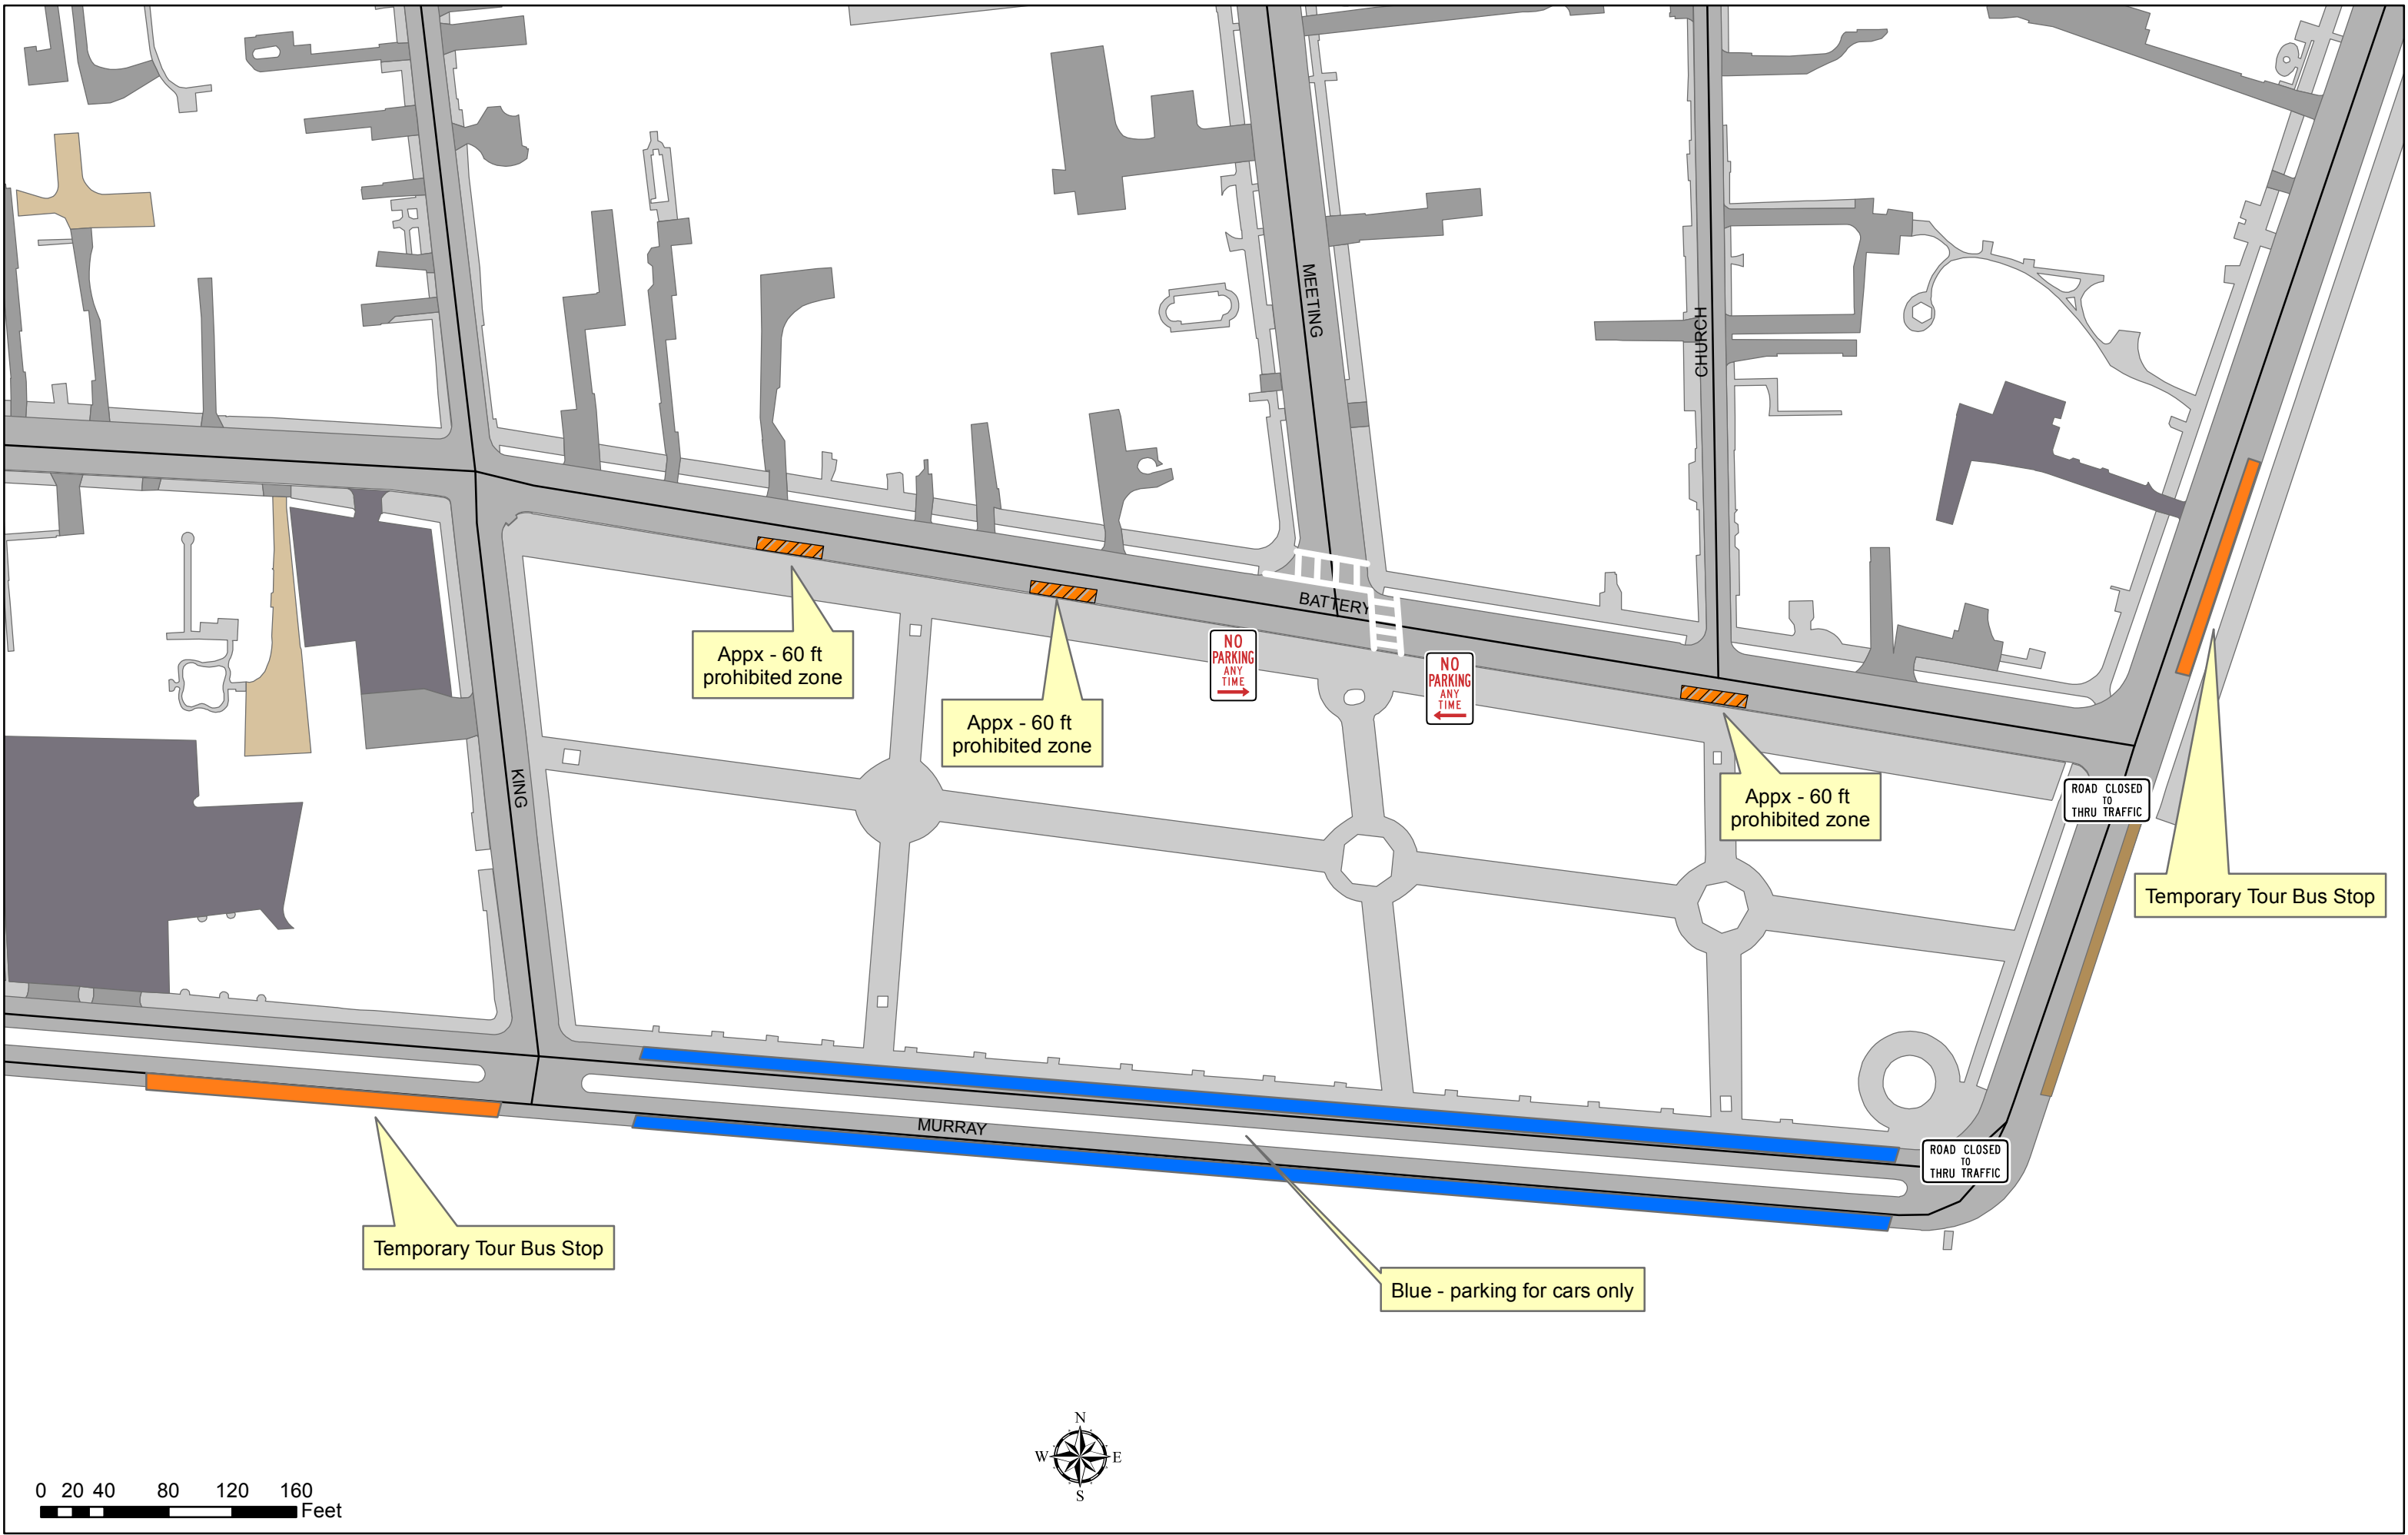 MEETING
CHURCH
BATTERY
NO
PARKING
ANY
TIME
Appx - 60 ft
prohibited zone
NO
PARKING
ANY
TIME
Appx - 60 ft
prohibited zone
KING
Appx - 60 ft
prohibited zone
ROAD CLOSED
TO
THRU TRAFFIC
Temporary Tour Bus Stop
MURRAY
ROAD CLOSED
TO
THRU TRAFFIC
Temporary Tour Bus Stop
Blue - parking for cars only
N
W E
S
0 20 40 80 120 160
Feet